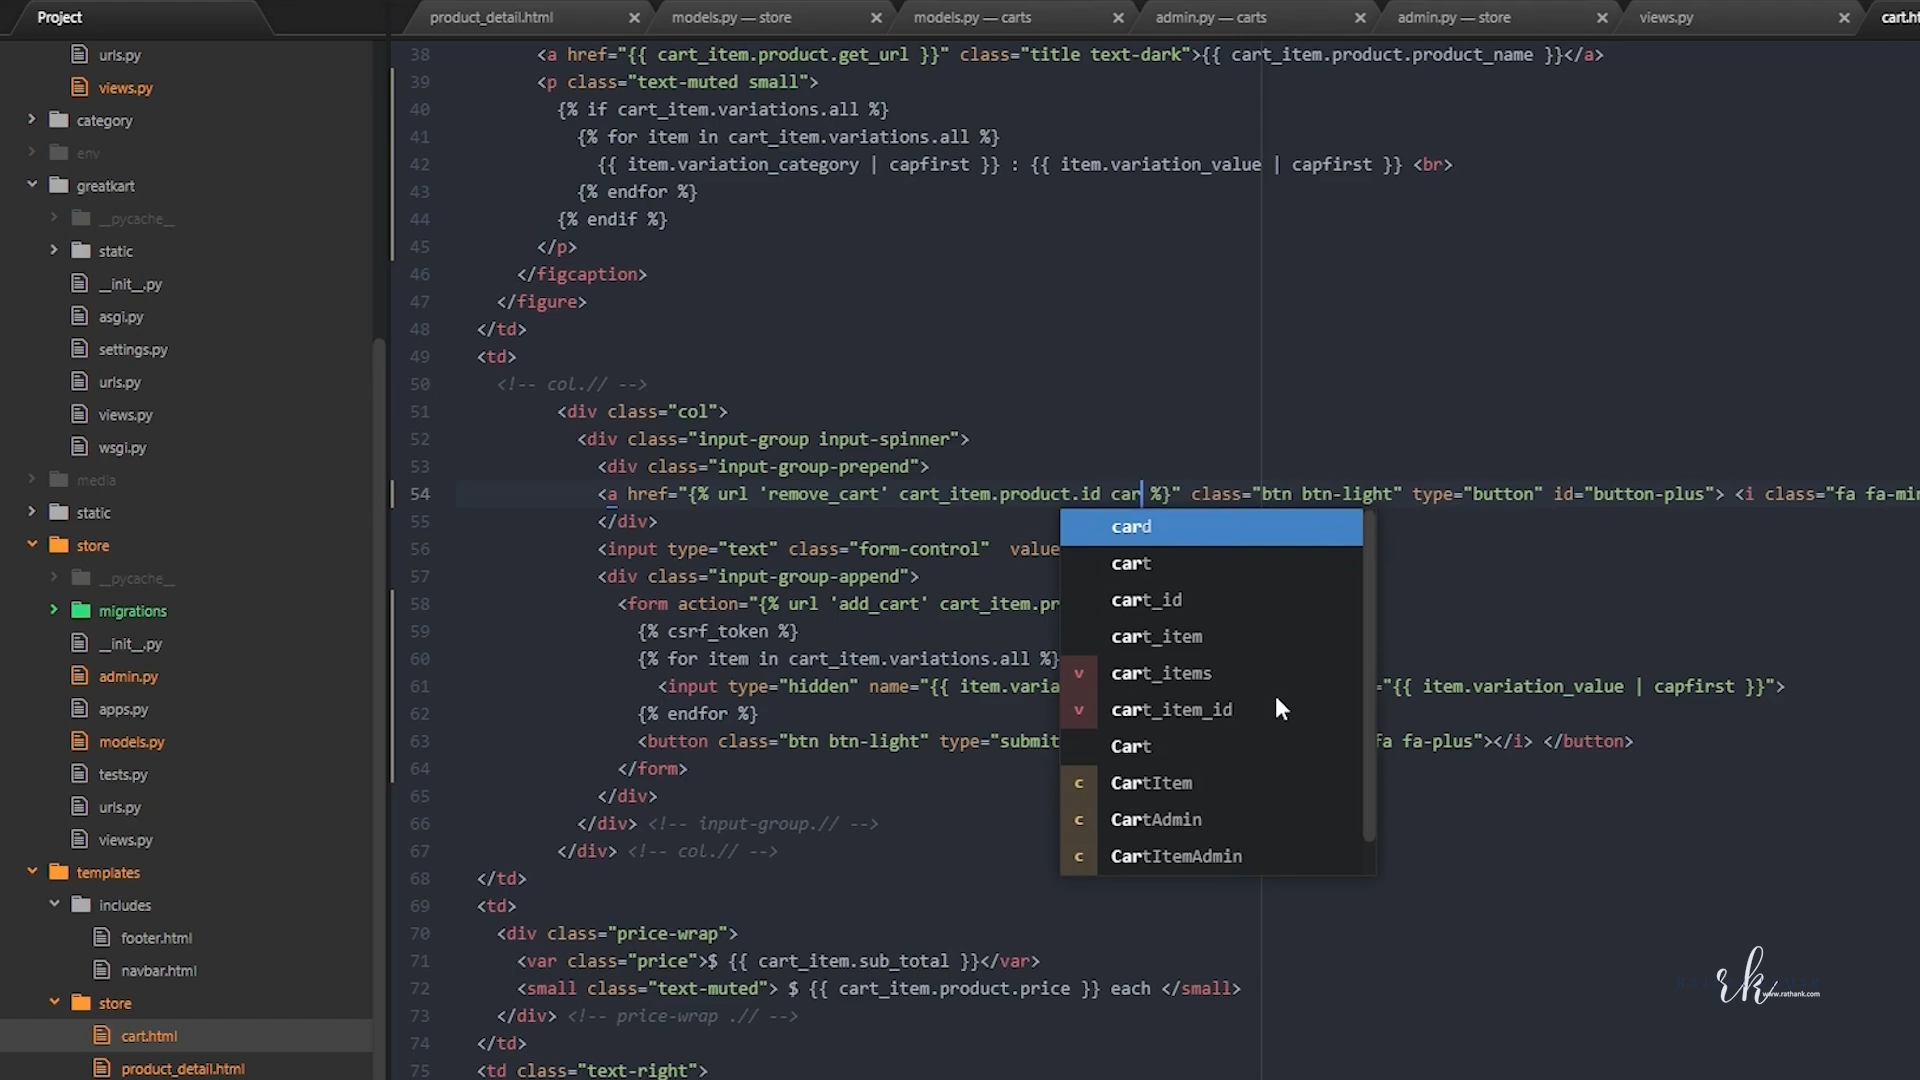 Project
product_detail.html
models.py — store
models.py — carts
admin.py — carts
admin.py — store
views.py
urls.py
views.py
category
env
greatkart
__pycache__
static
__init__.py
asgi.py
settings.py
urls.py
views.py
wsgi.py
media
static
store
__pycache__
migrations
__init__.py
admin.py
apps.py
models.py
tests.py
urls.py
views.py
templates
includes
footer.html
navbar.html
store
cart.html
product_detail.html
38 <a href="{{ cart_item.product.get_url }}" class="title text-dark">{{ cart_item.product.product_name }}</a>
39 <p class="text-muted small">
40 {% if cart_item.variations.all %}
41 {% for item in cart_item.variations.all %}
42 {{ item.variation_category | capfirst }} : {{ item.variation_value | capfirst }} <br>
43 {% endfor %}
44 {% endif %}
45 </p>
46 </figcaption>
47 </figure>
48 </td>
49 <td>
50 <!-- col.// -->
51 <div class="col">
52 <div class="input-group input-spinner">
53 <div class="input-group-prepend">
54 <a href="{% url 'remove_cart' cart_item.product.id car %}" class="btn btn-light" type="button" id="button-plus"> <i class="fa fa-min
55 </div>
56 <input type="text" class="form-control" value
57 <div class="input-group-append">
58 <form action="{% url 'add_cart' cart_item.pr
59 {% csrf_token %}
60 {% for item in cart_item.variations.all %}
61 <input type="hidden" name="{{ item.varia ="{{ item.variation_value | capfirst }}">
62 {% endfor %}
63 <button class="btn btn-light" type="submit fa fa-plus"></i> </button>
64 </form>
65 </div>
66 </div> <!-- input-group.// -->
67 </div> <!-- col.// -->
68 </td>
69 <td>
70 <div class="price-wrap">
71 <var class="price">$ {{ cart_item.sub_total }}</var>
72 <small class="text-muted"> $ {{ cart_item.product.price }} each </small>
73 </div> <!-- price-wrap .// -->
74 </td>
75 <td class="text-right">
card
cart
cart_id
cart_item
v cart_items
v cart_item_id
Cart
c CartItem
c CartAdmin
c CartItemAdmin
rk
www.rathank.com